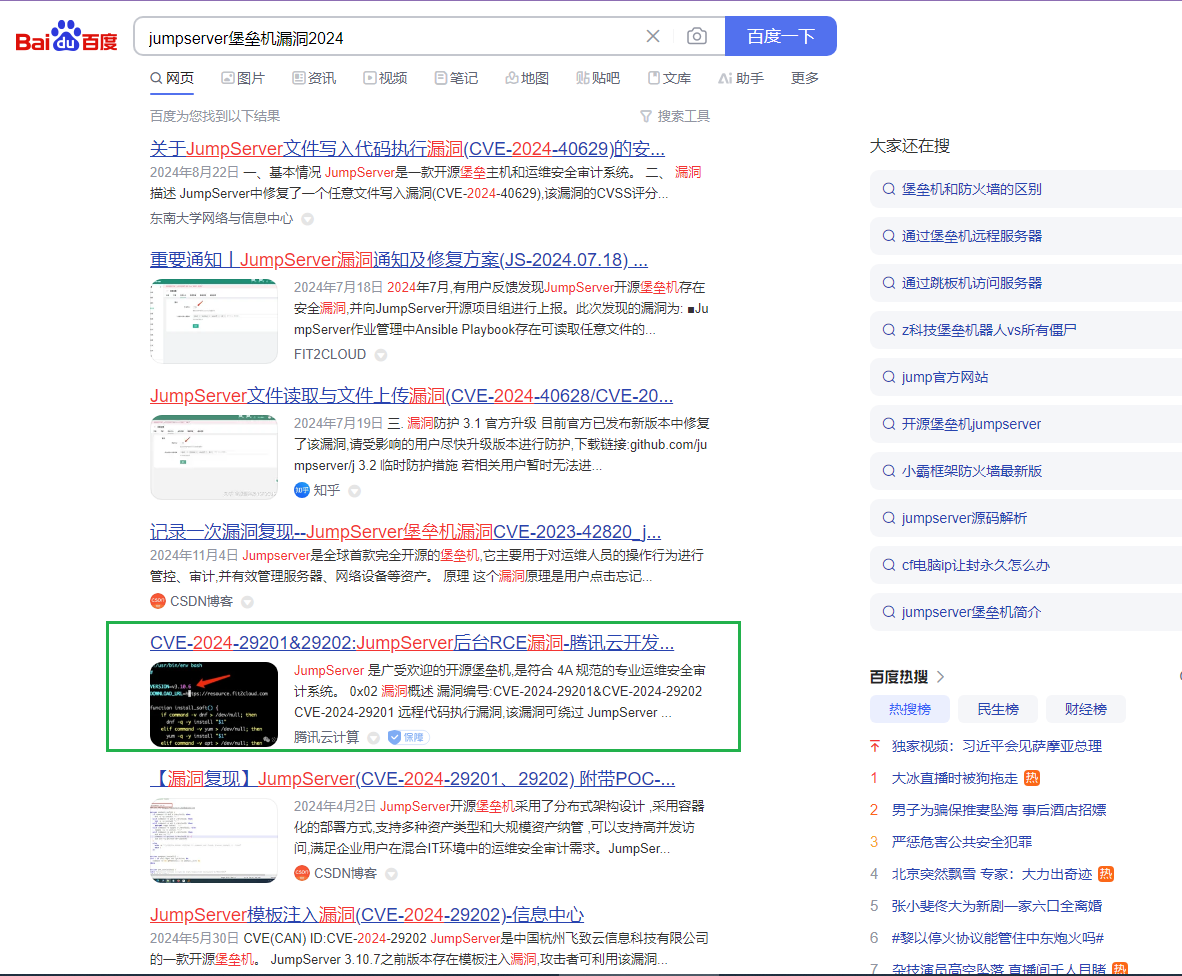 Bai du 百度
jumpserver堡垒机漏洞2024
百度一下
网页 图片 资讯 视频 笔记 地图 贴吧 文库 助手 更多
百度为您找到以下结果
搜索工具
关于JumpServer文件写入代码执行漏洞(CVE-2024-40629)的安...
2024年8月22日 一、基本情况 JumpServer是一款开源堡垒主机和运维安全审计系统。 二、 漏洞
描述 JumpServer中修复了一个任意文件写入漏洞(CVE-2024-40629),该漏洞的CVSS评分...
东南大学网络与信息中心
重要通知丨JumpServer漏洞通知及修复方案(JS-2024.07.18) ...
2024年7月18日 2024年7月,有用户反馈发现JumpServer开源堡垒机存在
安全漏洞,并向JumpServer开源项目组进行上报。此次发现的漏洞为: ■Ju
mpServer作业管理中Ansible Playbook存在可读取任意文件的...
FIT2CLOUD
JumpServer文件读取与文件上传漏洞(CVE-2024-40628/CVE-20...
2024年7月19日 三. 漏洞防护 3.1 官方升级 目前官方已发布新版本中修复
了该漏洞,请受影响的用户尽快升级版本进行防护,下载链接:github.com/ju
mpserver/j 3.2 临时防护措施 若相关用户暂时无法进...
知乎 知乎
记录一次漏洞复现--JumpServer堡垒机漏洞CVE-2023-42820_j...
2024年11月4日 Jumpserver是全球首款完全开源的堡垒机,它主要用于对运维人员的操作行为进行
管控、审计,并有效管理服务器、网络设备等资产。 原理 这个漏洞原理是用户点击忘记...
CSDN CSDN博客
CVE-2024-29201&29202:JumpServer后台RCE漏洞-腾讯云开发...
/usr/bin/env bash
VERSION=v3.10.6
DOWNLOAD_URL=https://resource.fit2cloud.com
function install_soft() {
if command -v dnf > /dev/null; then
dnf -q -y install "$1"
elif command -v yum > /dev/null; then
yum -q -y install "$1"
elif command -v apt > /dev/null; then
JumpServer 是广受欢迎的开源堡垒机,是符合 4A 规范的专业运维安全审
计系统。 0x02 漏洞概述 漏洞编号:CVE-2024-29201&CVE-2024-29202
CVE-2024-29201 远程代码执行漏洞,该漏洞可绕过 JumpServer ...
腾讯云计算 保障
【漏洞复现】JumpServer(CVE-2024-29201、29202) 附带POC-...
2024年4月2日 JumpServer开源堡垒机采用了分布式架构设计 ,采用容器
化的部署方式,支持多种资产类型和大规模资产纳管 ,可以支持高并发访
问,满足企业用户在混合IT环境中的运维安全审计需求。JumpSer...
CSDN CSDN博客
JumpServer模板注入漏洞(CVE-2024-29202)-信息中心
2024年5月30日 CVE(CAN) ID:CVE-2024-29202 JumpServer是中国杭州飞致云信息科技有限公司
的一款开源堡垒机。 JumpServer 3.10.7之前版本存在模板注入漏洞,攻击者可利用该漏洞...
大家还在搜
堡垒机和防火墙的区别
通过堡垒机远程服务器
通过跳板机访问服务器
z科技堡垒机器人vs所有僵尸
jump官方网站
开源堡垒机jumpserver
小霸框架防火墙最新版
jumpserver源码解析
cf电脑ip让封永久怎么办
jumpserver堡垒机简介
百度热搜
热搜榜 民生榜 财经榜
独家视频：习近平会见萨摩亚总理
1 大冰直播时被狗拖走 热
2 男子为骗保推妻坠海 事后酒店招嫖
3 严惩危害公共安全犯罪
4 北京突然飘雪 专家：大力出奇迹 热
5 张小斐佟大为新剧一家六口全离婚
6 #黎以停火协议能管住中东炮火吗#
7 杂技演员高空坠落 直播间千人目睹 热